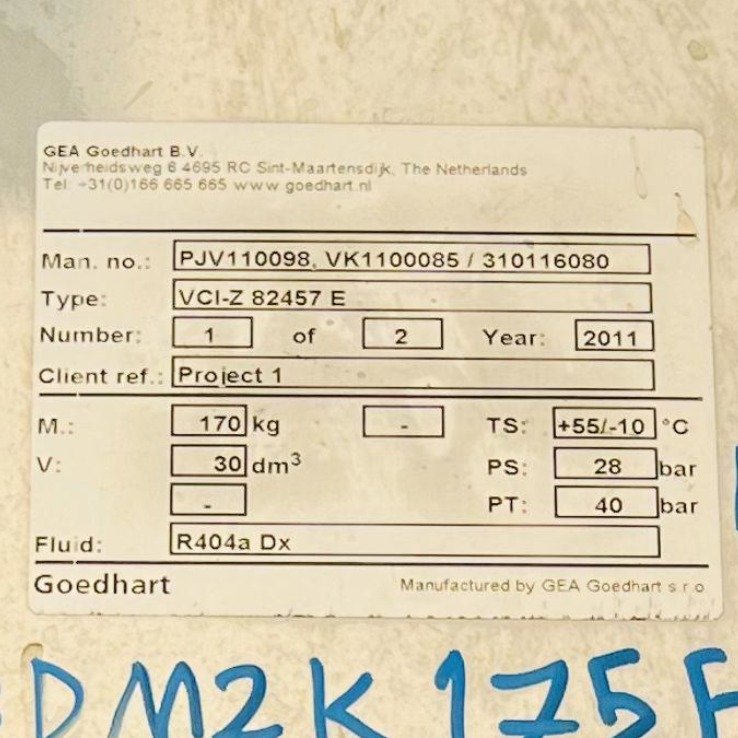 GEA Goedhart B.V.
Nijverheidsweg 6 4695 RC Sint-Maartensdijk, The Netherlands
Tel: +31(0)166 665 665 www.goedhart.nl
Man. no.: PJV110098, VK1100085 / 310116080
Type: VCI-Z 82457 E
Number: 1 of 2 Year: 2011
Client ref.: Project 1
M.: 170 kg - TS: +55/-10 °C
V: 30 dm³ PS: 28 bar
- PT: 40 bar
Fluid: R404a Dx
Goedhart Manufactured by GEA Goedhart s.r.o
DM2K175F